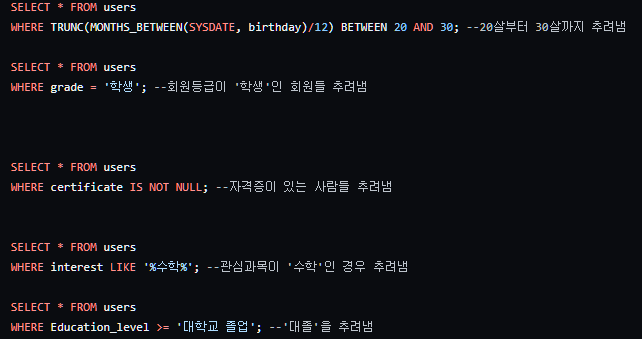 SELECT * FROM users
WHERE TRUNC(MONTHS_BETWEEN(SYSDATE, birthday)/12) BETWEEN 20 AND 30; --20살부터 30살까지 추려냄
SELECT * FROM users
WHERE grade = '학생'; --회원등급이 '학생'인 회원들 추려냄
SELECT * FROM users
WHERE certificate IS NOT NULL; --자격증이 있는 사람들 추려냄
SELECT * FROM users
WHERE interest LIKE '%수학%'; --관심과목이 '수학'인 경우 추려냄
SELECT * FROM users
WHERE Education_level >= '대학교 졸업'; --'대졸'을 추려냄